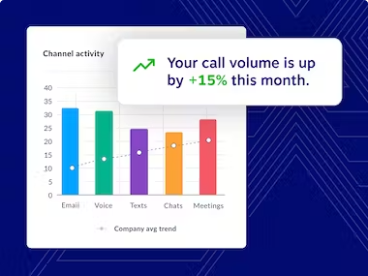 Channel activity
Your call volume is up
by +15% this month.
40
35
30
25
20
15
10
5
0
Email Voice Texts Chats Meetings
Company avg trend